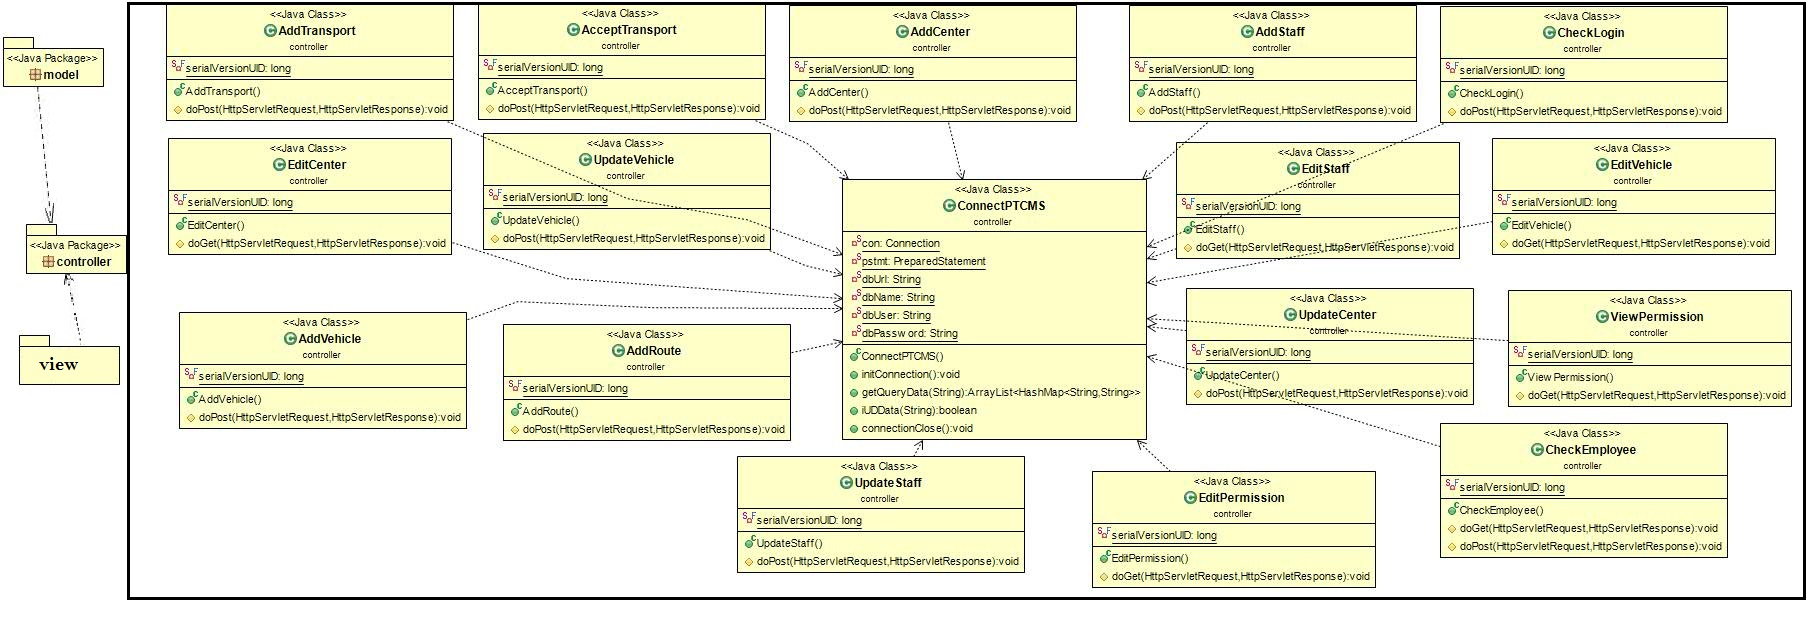 <<Java Package>>
model
<<Java Package>>
controller
view
<<Java Class>>
AddTransport
controller
serialVersionUID: long
AddTransport()
doPost(HttpServletRequest,HttpServletResponse):void
<<Java Class>>
AcceptTransport
controller
serialVersionUID: long
AcceptTransport()
doPost(HttpServletRequest,HttpServletResponse):void
<<Java Class>>
AddCenter
controller
serialVersionUID: long
AddCenter()
doPost(HttpServletRequest,HttpServletResponse):void
<<Java Class>>
AddStaff
controller
serialVersionUID: long
AddStaff()
doPost(HttpServletRequest,HttpServletResponse):void
<<Java Class>>
CheckLogin
controller
serialVersionUID: long
CheckLogin()
doPost(HttpServletRequest,HttpServletResponse):void
<<Java Class>>
EditCenter
controller
serialVersionUID: long
EditCenter()
doGet(HttpServletRequest,HttpServletResponse):void
<<Java Class>>
UpdateVehicle
controller
serialVersionUID: long
UpdateVehicle()
doPost(HttpServletRequest,HttpServletResponse):void
<<Java Class>>
ConnectPTCMS
controller
con: Connection
pstmt: PreparedStatement
dbUrl: String
dbName: String
dbUser: String
dbPassword: String
ConnectPTCMS()
initConnection():void
getQueryData(String):ArrayList<HashMap<String,String>>
iUDData(String):boolean
connectionClose():void
<<Java Class>>
EditStaff
controller
serialVersionUID: long
EditStaff()
doGet(HttpServletRequest,HttpServletResponse):void
<<Java Class>>
EditVehicle
controller
serialVersionUID: long
EditVehicle()
doGet(HttpServletRequest,HttpServletResponse):void
<<Java Class>>
AddVehicle
controller
serialVersionUID: long
AddVehicle()
doPost(HttpServletRequest,HttpServletResponse):void
<<Java Class>>
AddRoute
controller
serialVersionUID: long
AddRoute()
doPost(HttpServletRequest,HttpServletResponse):void
<<Java Class>>
UpdateCenter
controller
serialVersionUID: long
UpdateCenter()
doPost(HttpServletRequest,HttpServletResponse):void
<<Java Class>>
ViewPermission
controller
serialVersionUID: long
ViewPermission()
doGet(HttpServletRequest,HttpServletResponse):void
<<Java Class>>
UpdateStaff
controller
serialVersionUID: long
UpdateStaff()
doPost(HttpServletRequest,HttpServletResponse):void
<<Java Class>>
EditPermission
controller
serialVersionUID: long
EditPermission()
doGet(HttpServletRequest,HttpServletResponse):void
<<Java Class>>
CheckEmployee
controller
serialVersionUID: long
CheckEmployee()
doGet(HttpServletRequest,HttpServletResponse):void
doPost(HttpServletRequest,HttpServletResponse):void